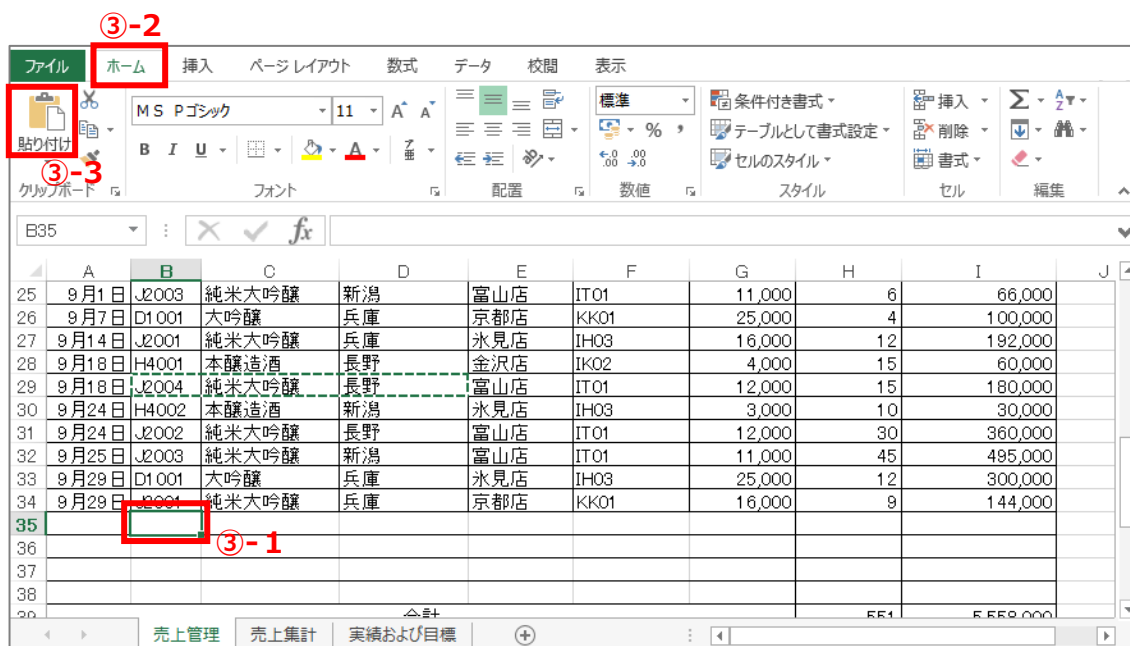 ③-2
ファイル ホーム 挿入 ページ レイアウト 数式 データ 校閲 表示
MS Pゴシック 11 A A 標準 条件付き書式 挿入 Σ
貼り付け B I U A % , テーブルとして書式設定 削除
セルのスタイル 書式
③-3
クリップボード フォント 配置 数値 スタイル セル 編集
B35 fx
A B C D E F G H I J
25 9月1日 J2003 純米大吟醸 新潟 富山店 IT01 11,000 6 66,000
26 9月7日 D1001 大吟醸 兵庫 京都店 KK01 25,000 4 100,000
27 9月14日 J2001 純米大吟醸 兵庫 氷見店 IH03 16,000 12 192,000
28 9月18日 H4001 本醸造酒 長野 金沢店 IK02 4,000 15 60,000
29 9月18日 J2004 純米大吟醸 長野 富山店 IT01 12,000 15 180,000
30 9月24日 H4002 本醸造酒 新潟 氷見店 IH03 3,000 10 30,000
31 9月24日 J2002 純米大吟醸 長野 富山店 IT01 12,000 30 360,000
32 9月25日 J2003 純米大吟醸 新潟 富山店 IT01 11,000 45 495,000
33 9月29日 D1001 大吟醸 兵庫 氷見店 IH03 25,000 12 300,000
34 9月29日 J2001 純米大吟醸 兵庫 京都店 KK01 16,000 9 144,000
35
③-1
36
37
38
39 合計 551 5,558,000
売上管理 売上集計 実績および目標